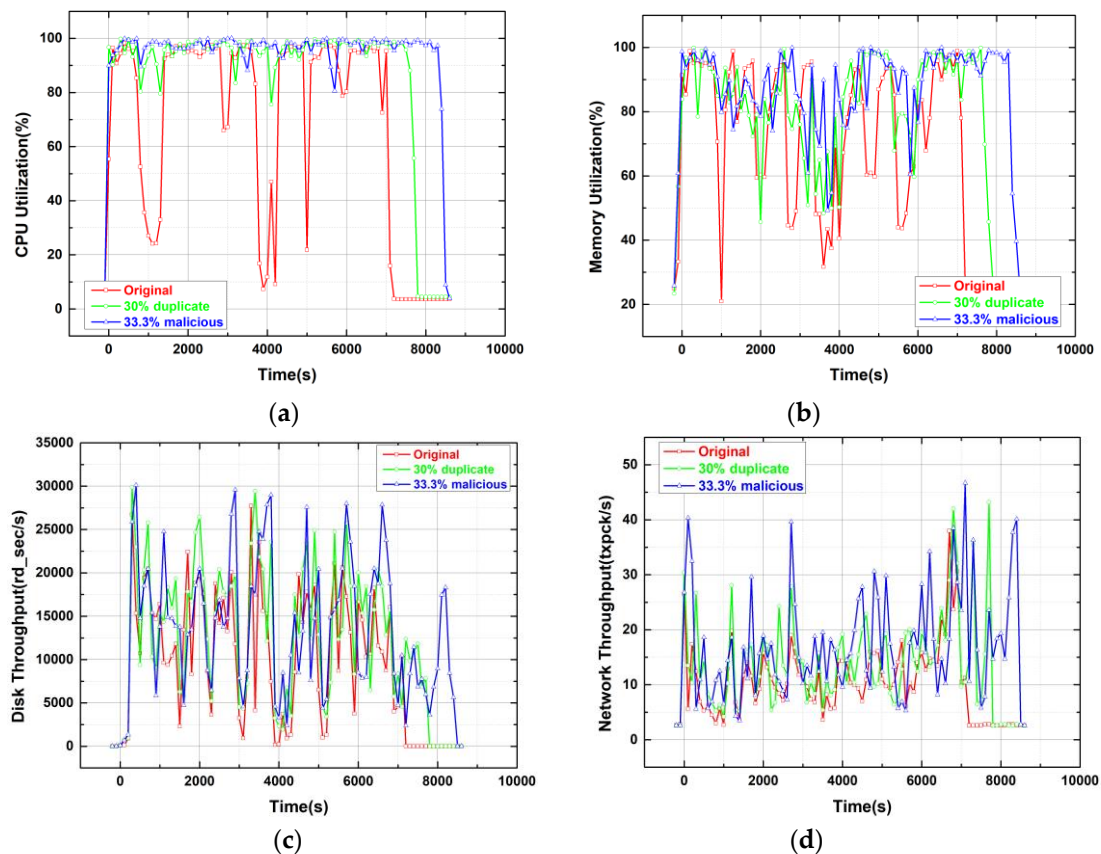 100
80
60
40
20
0
CPU Utilization(%)
Original
30% duplicate
33.3% malicious
0
2000
4000
6000
8000
10000
Time(s)
(a)
100
80
60
40
20
Memory Utilization(%)
Original
30% duplicate
33.3% malicious
0
2000
4000
6000
8000
10000
Time(s)
(b)
35000
30000
25000
20000
15000
10000
5000
0
Disk Throughput(rd_sec/s)
Original
30% duplicate
33.3% malicious
0
2000
4000
6000
8000
10000
Time(s)
(c)
50
40
30
20
10
0
Network Throughput(txpck/s)
Original
30% duplicate
33.3% malicious
0
2000
4000
6000
8000
10000
Time(s)
(d)